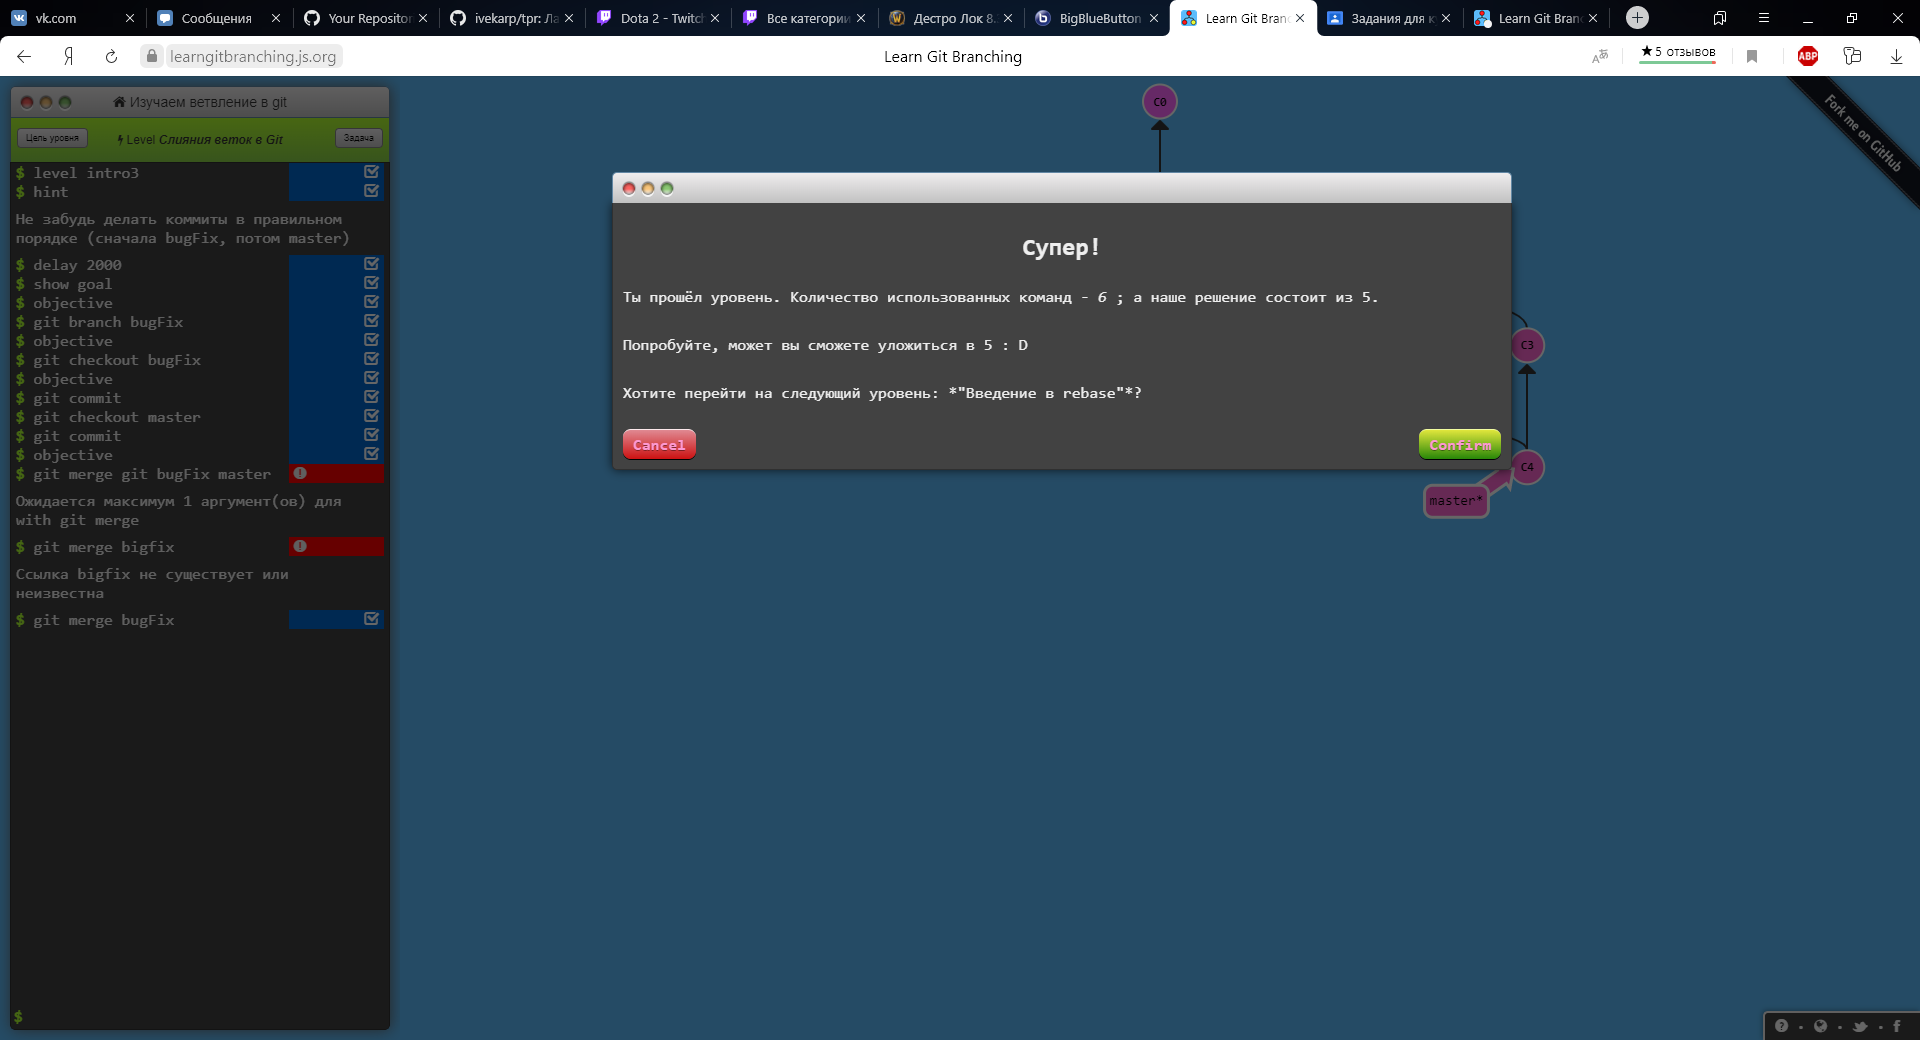 vk.com
Сообщения
Your Repositor
ivekarp/tpr: Ла
Dota 2 - Twitch
Все категории
Дестро Лок 8.
BigBlueButton
Learn Git Branc
Задания для к
Learn Git Branc
learngitbranching.js.org
Learn Git Branching
★5 отзывов
ABP
Изучаем ветвление в git
Цель уровня
Level Слияния веток в Git
Задача
$ level intro3
$ hint
Не забудь делать коммиты в правильном
порядке (сначала bugFix, потом master)
$ delay 2000
$ show goal
$ objective
$ git branch bugFix
$ objective
$ git checkout bugFix
$ objective
$ git commit
$ git checkout master
$ git commit
$ objective
$ git merge git bugFix master
Ожидается максимум 1 аргумент(ов) для
with git merge
$ git merge bigfix
Ссылка bigfix не существует или
неизвестна
$ git merge bugFix
$
C0
Fork me on GitHub
Супер!
Ты прошёл уровень. Количество использованных команд - 6 ; а наше решение состоит из 5.
Попробуйте, может вы сможете уложиться в 5 : D
Хотите перейти на следующий уровень: *"Введение в rebase"*?
Cancel
Confirm
C3
C4
master*